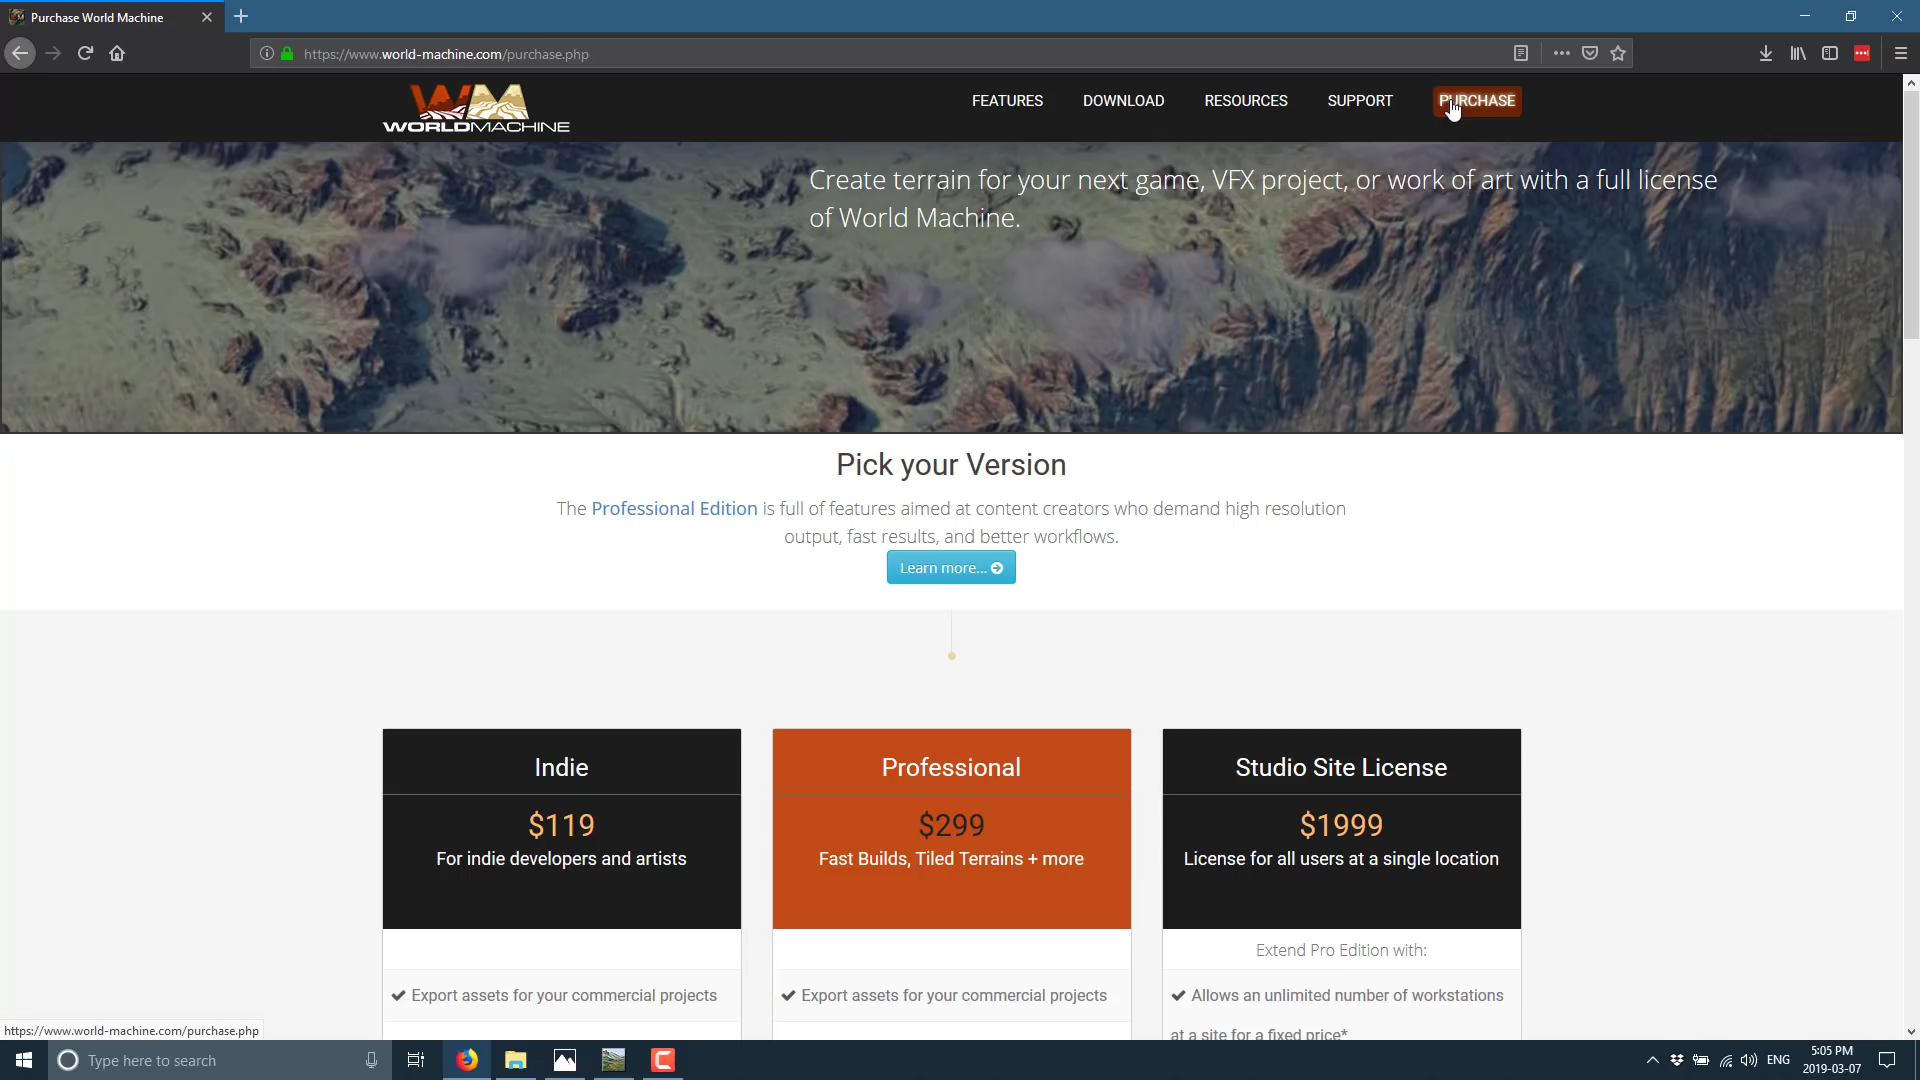 Purchase World Machine
https://www.world-machine.com/purchase.php
WORLDMACHINE
FEATURES
DOWNLOAD
RESOURCES
SUPPORT
PURCHASE
Create terrain for your next game, VFX project, or work of art with a full license
of World Machine.
Pick your Version
The Professional Edition is full of features aimed at content creators who demand high resolution
output, fast results, and better workflows.
Learn more...
Indie
$119
For indie developers and artists
Export assets for your commercial projects
Professional
$299
Fast Builds, Tiled Terrains + more
Export assets for your commercial projects
Studio Site License
$1999
License for all users at a single location
Extend Pro Edition with:
Allows an unlimited number of workstations
at a site for a fixed price*
https://www.world-machine.com/purchase.php
Type here to search
ENG
5:05 PM
2019-03-07